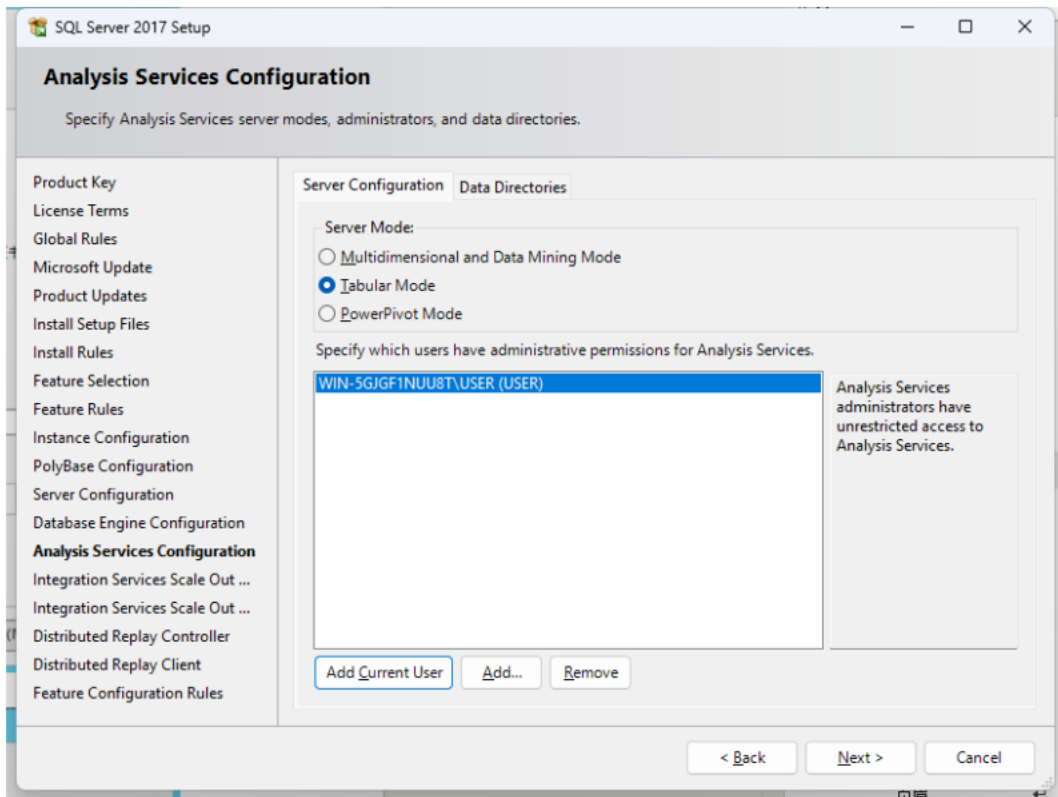 SQL Server 2017 Setup
Analysis Services Configuration
Specify Analysis Services server modes, administrators, and data directories.
Product Key
License Terms
Global Rules
Microsoft Update
Product Updates
Install Setup Files
Install Rules
Feature Selection
Feature Rules
Instance Configuration
PolyBase Configuration
Server Configuration
Database Engine Configuration
Analysis Services Configuration
Integration Services Scale Out ...
Integration Services Scale Out ...
Distributed Replay Controller
Distributed Replay Client
Feature Configuration Rules
Server Configuration Data Directories
Server Mode:
Multidimensional and Data Mining Mode
Tabular Mode
PowerPivot Mode
Specify which users have administrative permissions for Analysis Services.
WIN-5GJGF1NUU8T\USER (USER)
Analysis Services
administrators have
unrestricted access to
Analysis Services.
Add Current User Add... Remove
< Back Next > Cancel